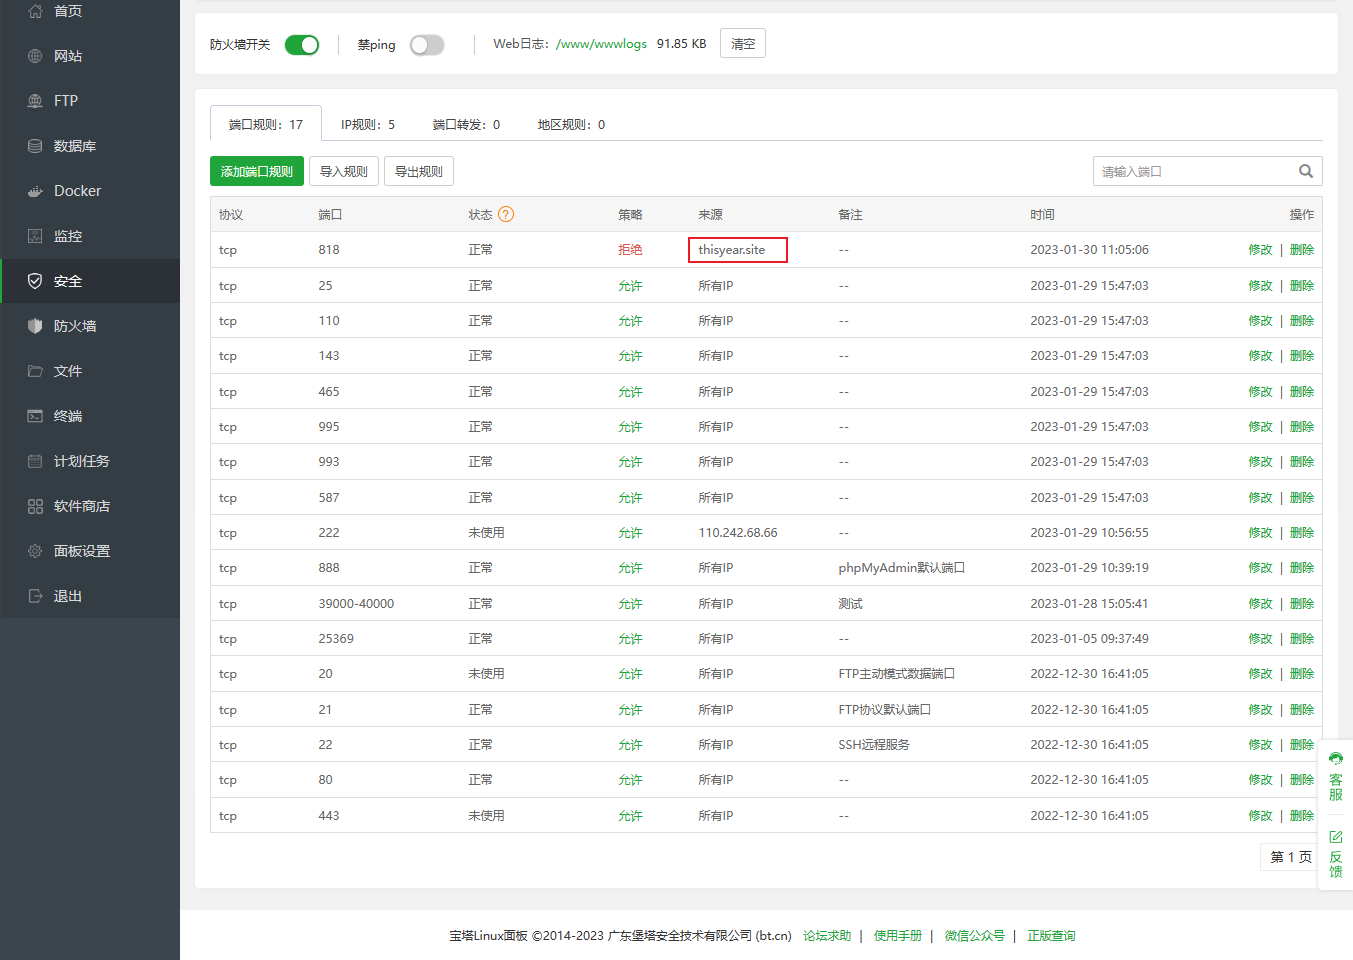 首页
网站
FTP
数据库
Docker
监控
安全
防火墙
文件
终端
计划任务
软件商店
面板设置
退出
防火墙开关 禁ping Web日志：/www/wwwlogs 91.85 KB 清空
端口规则：17 IP规则：5 端口转发：0 地区规则：0
添加端口规则 导入规则 导出规则 请输入端口
协议 端口 状态 ? 策略 来源 备注 时间 操作
tcp 818 正常 拒绝 thisyear.site -- 2023-01-30 11:05:06 修改 | 删除
tcp 25 正常 允许 所有IP -- 2023-01-29 15:47:03 修改 | 删除
tcp 110 正常 允许 所有IP -- 2023-01-29 15:47:03 修改 | 删除
tcp 143 正常 允许 所有IP -- 2023-01-29 15:47:03 修改 | 删除
tcp 465 正常 允许 所有IP -- 2023-01-29 15:47:03 修改 | 删除
tcp 995 正常 允许 所有IP -- 2023-01-29 15:47:03 修改 | 删除
tcp 993 正常 允许 所有IP -- 2023-01-29 15:47:03 修改 | 删除
tcp 587 正常 允许 所有IP -- 2023-01-29 15:47:03 修改 | 删除
tcp 222 未使用 允许 110.242.68.66 -- 2023-01-29 10:56:55 修改 | 删除
tcp 888 正常 允许 所有IP phpMyAdmin默认端口 2023-01-29 10:39:19 修改 | 删除
tcp 39000-40000 正常 允许 所有IP 测试 2023-01-28 15:05:41 修改 | 删除
tcp 25369 正常 允许 所有IP -- 2023-01-05 09:37:49 修改 | 删除
tcp 20 未使用 允许 所有IP FTP主动模式数据端口 2022-12-30 16:41:05 修改 | 删除
tcp 21 正常 允许 所有IP FTP协议默认端口 2022-12-30 16:41:05 修改 | 删除
tcp 22 正常 允许 所有IP SSH远程服务 2022-12-30 16:41:05 修改 | 删除
tcp 80 正常 允许 所有IP -- 2022-12-30 16:41:05 修改 | 删除
tcp 443 未使用 允许 所有IP -- 2022-12-30 16:41:05 修改 | 删除
第 1 页
客服
反馈
宝塔Linux面板 ©2014-2023 广东堡塔安全技术有限公司 (bt.cn) 论坛求助 | 使用手册 | 微信公众号 | 正版查询